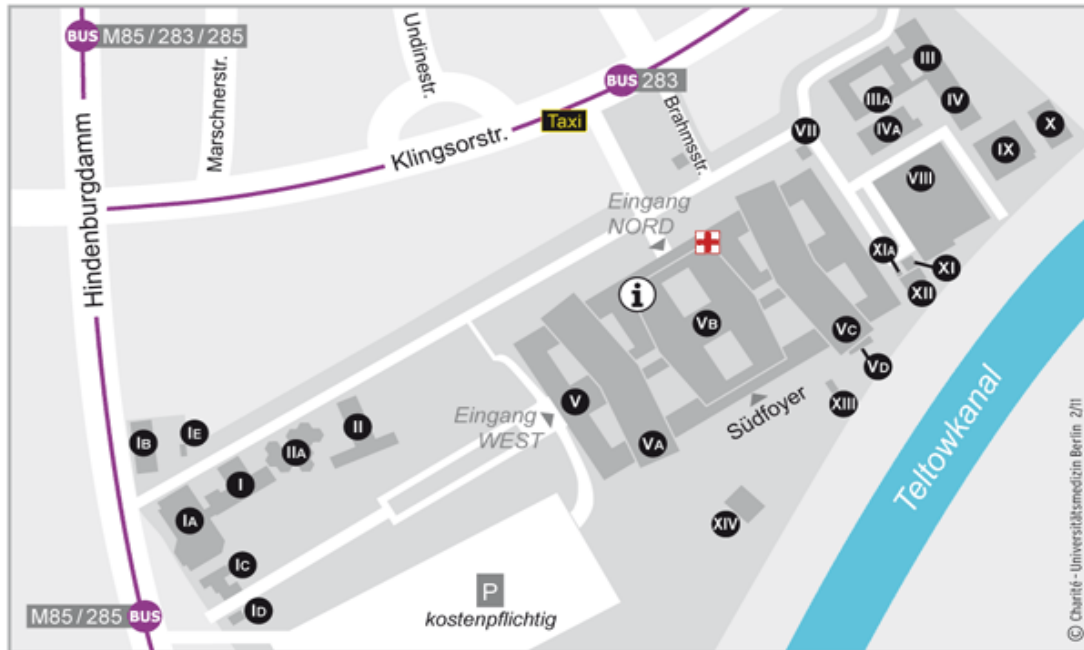 BUS M85 / 283 / 285
Undinestr.
Marschnerstr.
BUS 283
Taxi
Klingsorstr.
Brahmsstr.
Hindenburgdamm
III
IIIA
IV
IVA
X
VII
IX
VIII
Eingang
NORD
i
XIA
XI
XII
VB
VC
VD
Südfoyer
XIII
V
Eingang
WEST
VA
II
IE
IB
IIA
I
IA
XIV
IC
ID
P
kostenpflichtig
M85 / 285 BUS
Teltowkanal
© Charité - Universitätsmedizin Berlin 2/11